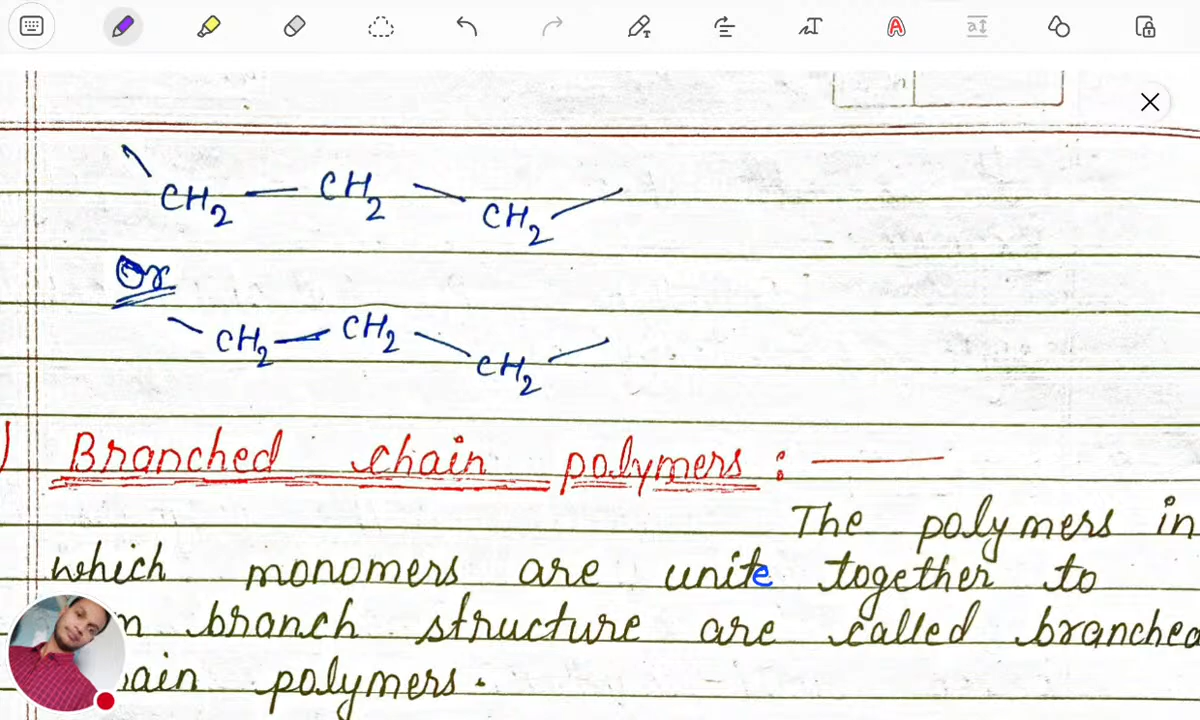 CH2 — CH2 CH2
Or
CH2 — CH2 CH2
) Branched chain polymers : —
The polymers in
which monomers are unite together to
branch structure are called branched
polymers.